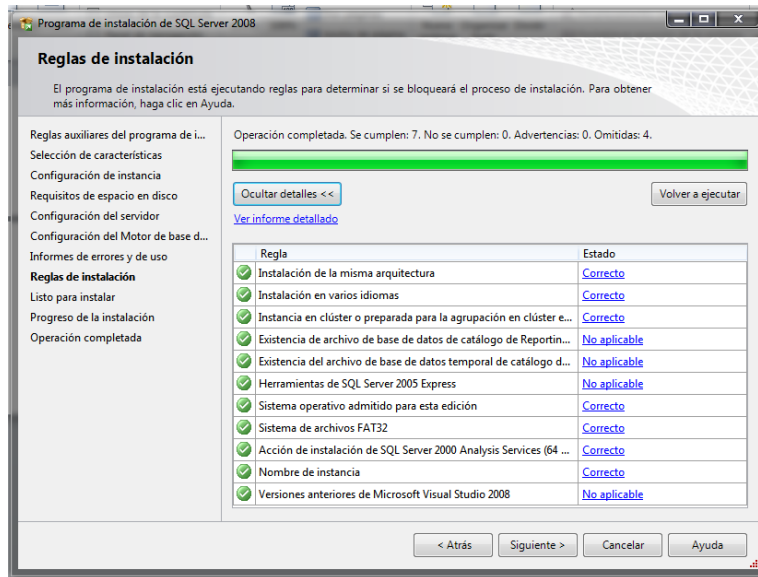 Programa de instalación de SQL Server 2008
Reglas de instalación
El programa de instalación está ejecutando reglas para determinar si se bloqueará el proceso de instalación. Para obtener
más información, haga clic en Ayuda.
Reglas auxiliares del programa de i...
Selección de características
Configuración de instancia
Requisitos de espacio en disco
Configuración del servidor
Configuración del Motor de base d...
Informes de errores y de uso
Reglas de instalación
Listo para instalar
Progreso de la instalación
Operación completada
Operación completada. Se cumplen: 7. No se cumplen: 0. Advertencias: 0. Omitidas: 4.
Ocultar detalles << Volver a ejecutar
Ver informe detallado
Regla Estado
Instalación de la misma arquitectura Correcto
Instalación en varios idiomas Correcto
Instancia en clúster o preparada para la agrupación en clúster e... Correcto
Existencia de archivo de base de datos de catálogo de Reportin... No aplicable
Existencia del archivo de base de datos temporal de catálogo d... No aplicable
Herramientas de SQL Server 2005 Express No aplicable
Sistema operativo admitido para esta edición Correcto
Sistema de archivos FAT32 Correcto
Acción de instalación de SQL Server 2000 Analysis Services (64 ... Correcto
Nombre de instancia Correcto
Versiones anteriores de Microsoft Visual Studio 2008 No aplicable
< Atrás Siguiente > Cancelar Ayuda